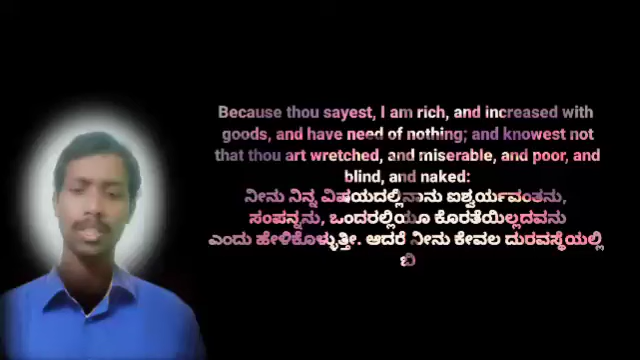 Because thou sayest, I am rich, and increased with
goods, and have need of nothing; and knowest not
that thou art wretched, and miserable, and poor, and
blind, and naked:
ನೀನು ನಿನ್ನ ವಿಷಯದಲ್ಲಿನಾನು ಐಶ್ವರ್ಯವಂತನು,
ಸಂಪನ್ನನು, ಒಂದರಲ್ಲಿಯೂ ಕೊರತೆಯಿಲ್ಲದವನು
ಎಂದು ಹೇಳಿಕೊಳ್ಳುತ್ತೀ. ಆದರೆ ನೀನು ಕೇವಲ ದುರವಸ್ಥೆಯಲ್ಲಿ
ಬಿ